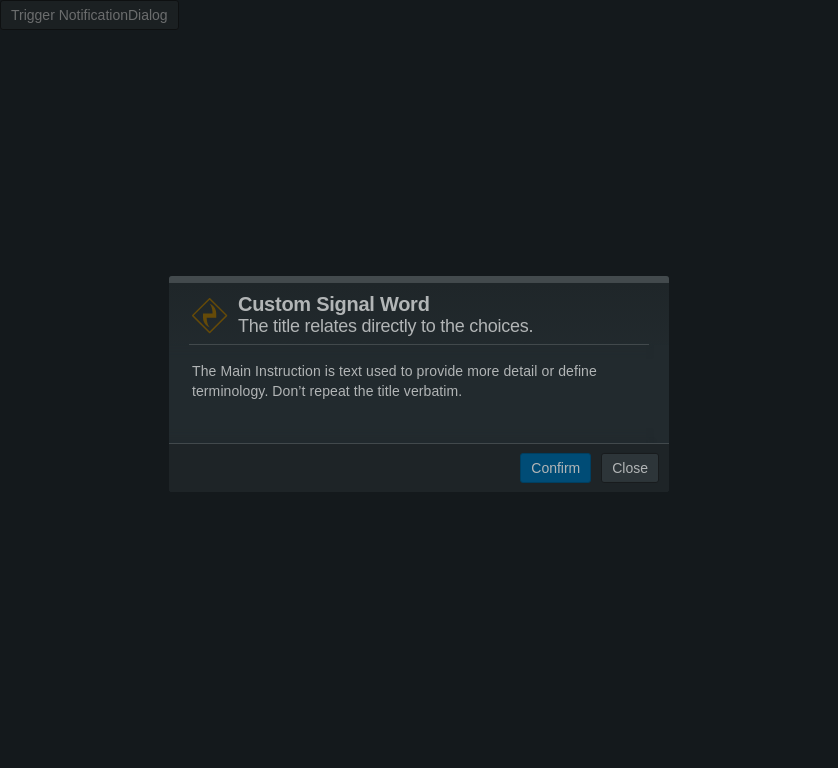 Trigger NotificationDialog
Custom Signal Word
The title relates directly to the choices.
The Main Instruction is text used to provide more detail or define
terminology. Don’t repeat the title verbatim.
Confirm Close